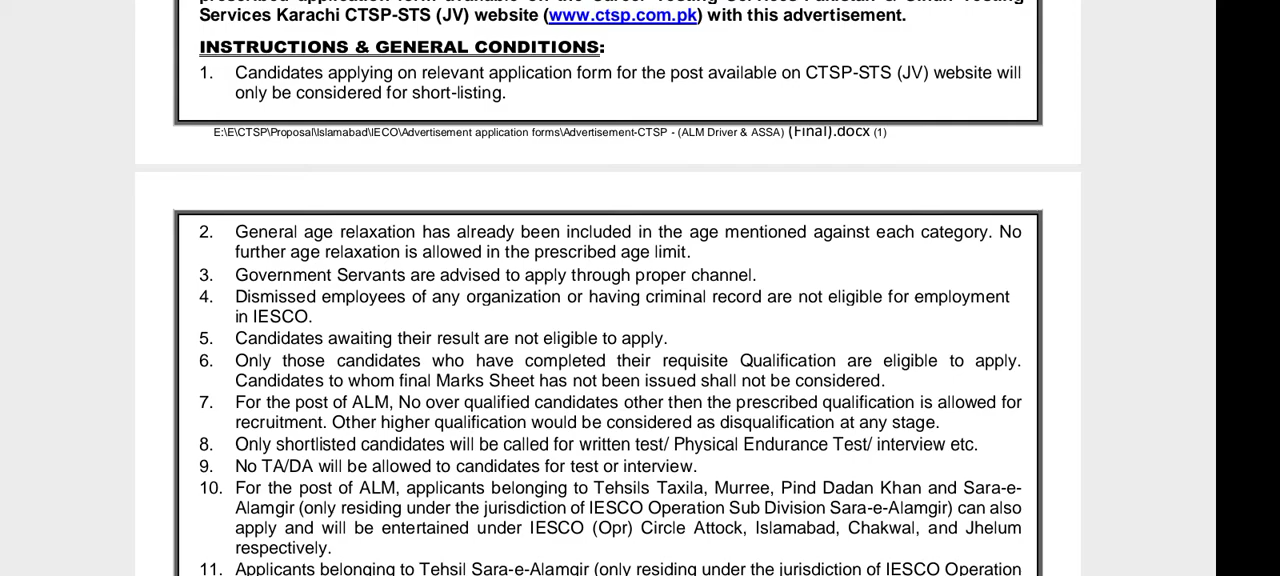 Services Karachi CTSP-STS (JV) website (www.ctsp.com.pk) with this advertisement.
INSTRUCTIONS & GENERAL CONDITIONS:
1. Candidates applying on relevant application form for the post available on CTSP-STS (JV) website will
only be considered for short-listing.
E:\E\CTSP\Proposal\Islamabad\IECO\Advertisement application forms\Advertisement-CTSP - (ALM Driver & ASSA) (Final).docx (1)
2. General age relaxation has already been included in the age mentioned against each category. No
further age relaxation is allowed in the prescribed age limit.
3. Government Servants are advised to apply through proper channel.
4. Dismissed employees of any organization or having criminal record are not eligible for employment
in IESCO.
5. Candidates awaiting their result are not eligible to apply.
6. Only those candidates who have completed their requisite Qualification are eligible to apply.
Candidates to whom final Marks Sheet has not been issued shall not be considered.
7. For the post of ALM, No over qualified candidates other then the prescribed qualification is allowed for
recruitment. Other higher qualification would be considered as disqualification at any stage.
8. Only shortlisted candidates will be called for written test/ Physical Endurance Test/ interview etc.
9. No TA/DA will be allowed to candidates for test or interview.
10. For the post of ALM, applicants belonging to Tehsils Taxila, Murree, Pind Dadan Khan and Sara-e-
Alamgir (only residing under the jurisdiction of IESCO Operation Sub Division Sara-e-Alamgir) can also
apply and will be entertained under IESCO (Opr) Circle Attock, Islamabad, Chakwal, and Jhelum
respectively.
11. Applicants belonging to Tehsil Sara-e-Alamgir (only residing under the jurisdiction of IESCO Operation